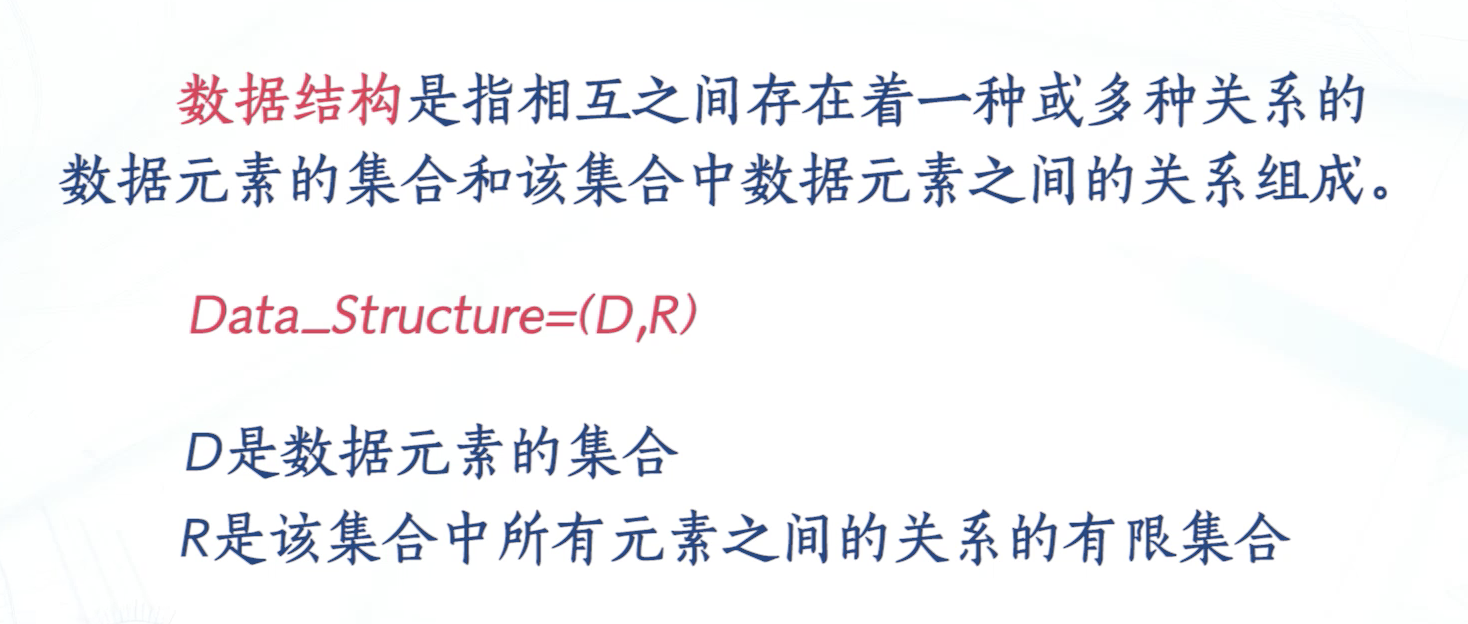 数据结构是指相互之间存在着一种或多种关系的
数据元素的集合和该集合中数据元素之间的关系组成。
Data_Structure=(D,R)
D是数据元素的集合
R是该集合中所有元素之间的关系的有限集合